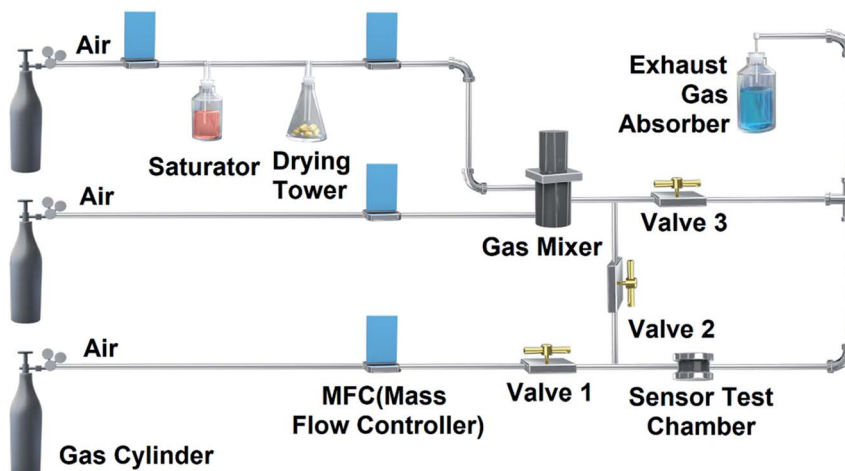 Air
Exhaust
Gas
Absorber
Saturator
Drying
Tower
Air
Gas Mixer
Valve 3
Valve 2
Air
MFC(Mass
Flow Controller)
Valve 1
Sensor Test
Chamber
Gas Cylinder